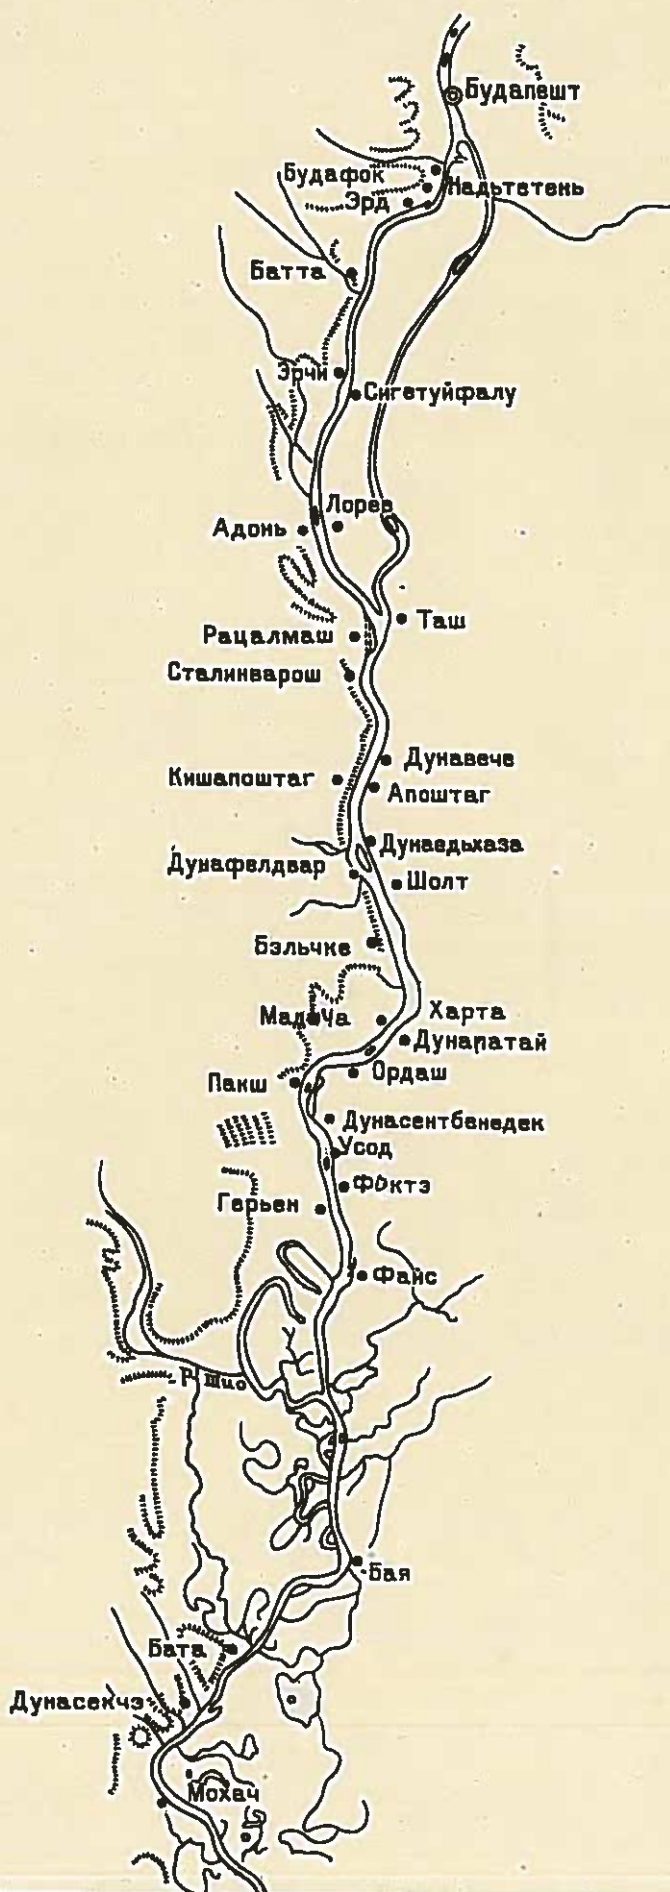 Будапешт
Будафок
Надьтетень
Эрд
Батта
Эрчи
Сигетуйфалу
Лорев
Адонь
Таш
Рацалмаш
Сталинварош
Дунавече
Кишапоштаг
Апоштаг
Дунаедьхаза
Дунафелдвар
Шолт
Бэльчке
Харта
Мадоча
Дунапатай
Ордаш
Пакш
Дунасентбенедек
Усод
Фоктэ
Герьен
Файс
Р. Шио
Бая
Бата
Дунасекчэ
Мохач